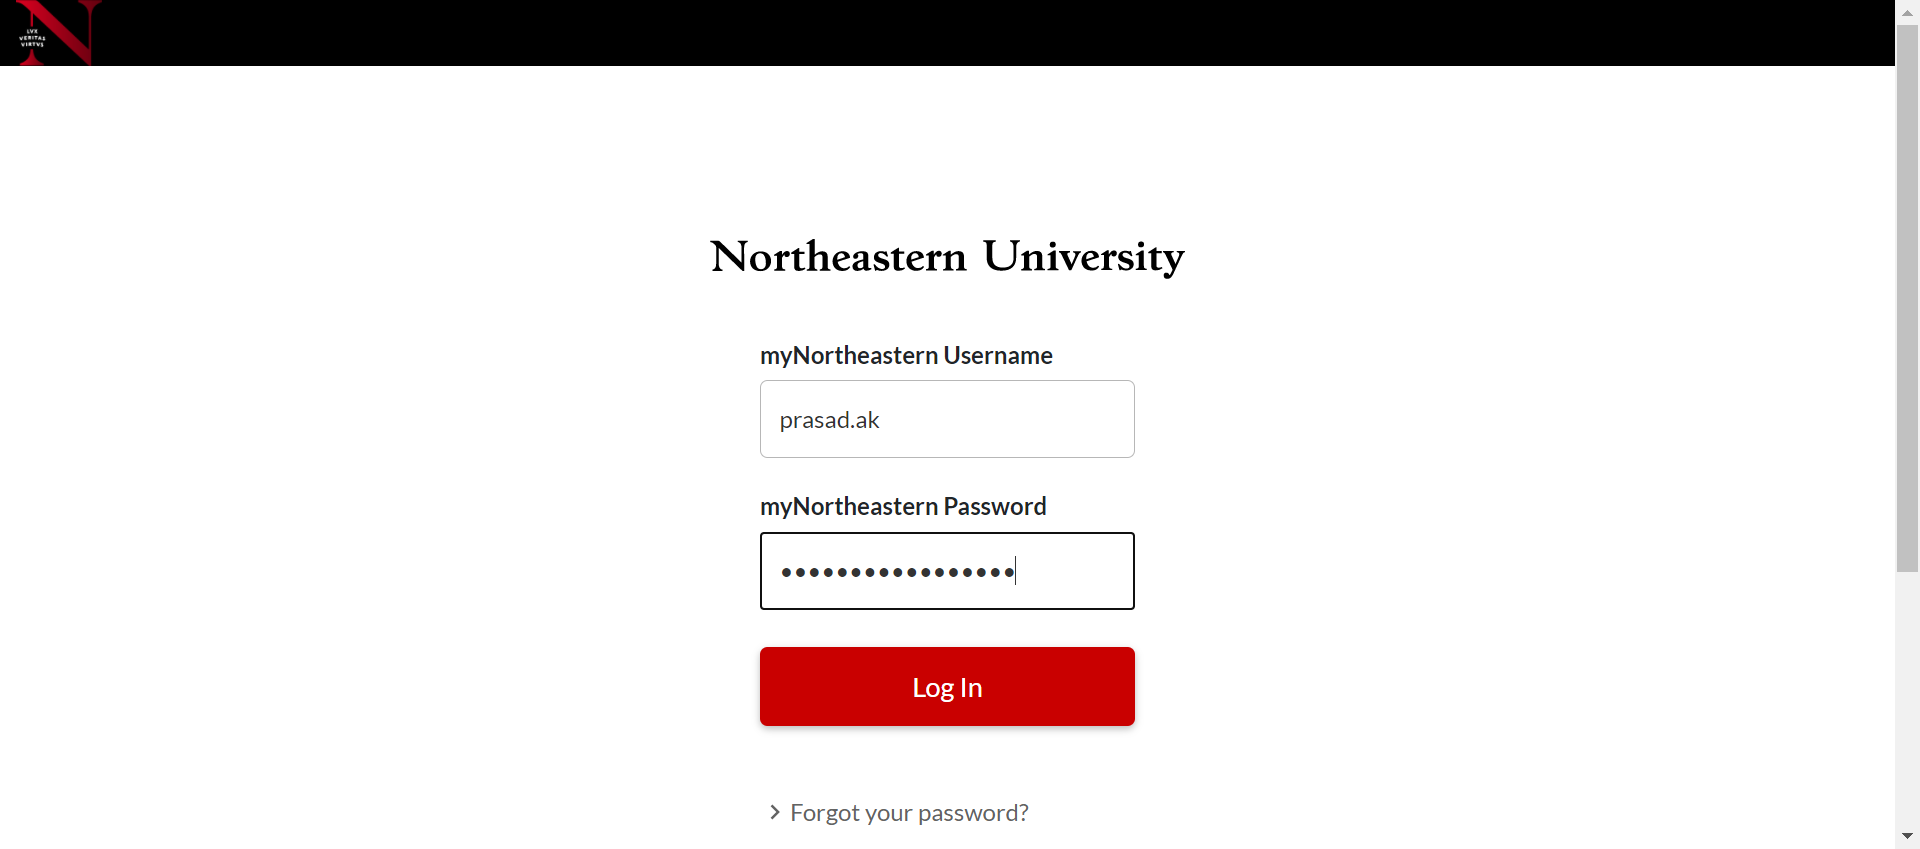 LVX
VERITAS
VIRTVS
Northeastern University
myNortheastern Username
prasad.ak
myNortheastern Password
•••••••••••••••••
Log In
Forgot your password?